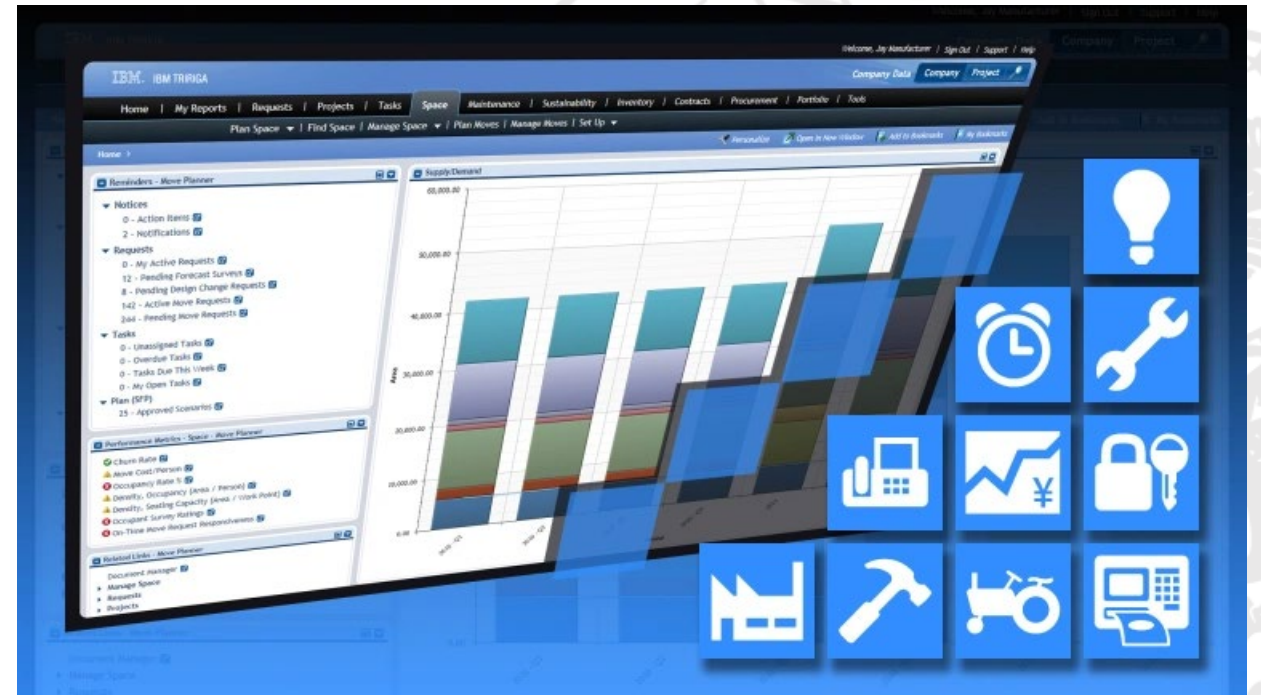 Welcome, Jay Manufacturer / Sign Out / Support / Help
IBM. IBM TRIRIGA
Company Data Company Project
Home | My Reports | Requests | Projects | Tasks Space Maintenance | Sustainability | Inventory | Contracts | Procurement | Portfolio | Tools
Plan Space | Find Space | Manage Space | Plan Moves | Manage Moves | Set Up
Personalize Open In New Window Add to Bookmarks My Bookmarks
Home >
Reminders - Move Planner
Notices
0 - Action Items
2 - Notifications
Requests
0 - My Active Requests
12 - Pending Forecast Surveys
8 - Pending Design Change Requests
142 - Active Move Requests
244 - Pending Move Requests
Tasks
0 - Unassigned Tasks
0 - Overdue Tasks
0 - Tasks Due This Week
0 - My Open Tasks
Plan (SFP)
25 - Approved Scenarios
Performance Metrics - Space - Move Planner
Churn Rate
Move Cost/Person
Occupancy Rate %
Density, Occupancy (Area / Person)
Density, Seating Capacity (Area / Work Point)
Occupant Survey Ratings
On-Time Move Request Responsiveness
Related Links - Move Planner
Document Manager
Manage Space
Requests
Projects
Supply/Demand
60,000.00
50,000.00
40,000.00
30,000.00
20,000.00
10,000.00
0.00
Area
¥